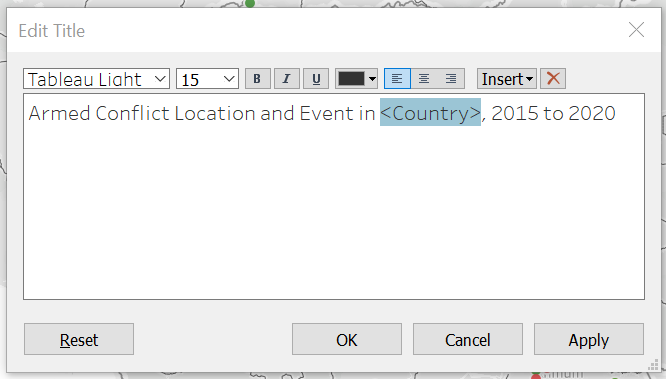 Edit Title
Tableau Light 15 B I U Insert
Armed Conflict Location and Event in <Country>, 2015 to 2020
Reset OK Cancel Apply